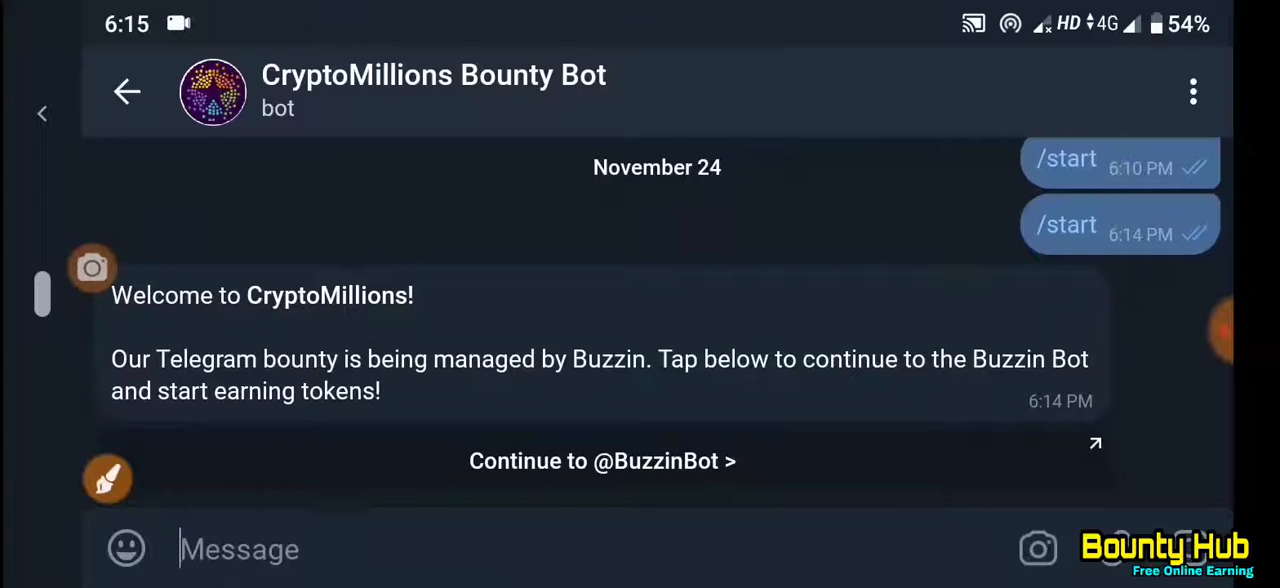 6:15
HD 4G 54%
CryptoMillions Bounty Bot
bot
/start 6:10 PM
November 24
/start 6:14 PM
Welcome to CryptoMillions!
Our Telegram bounty is being managed by Buzzin. Tap below to continue to the Buzzin Bot
and start earning tokens!
6:14 PM
Continue to @BuzzinBot >
Message
Bounty Hub
Free Online Earning